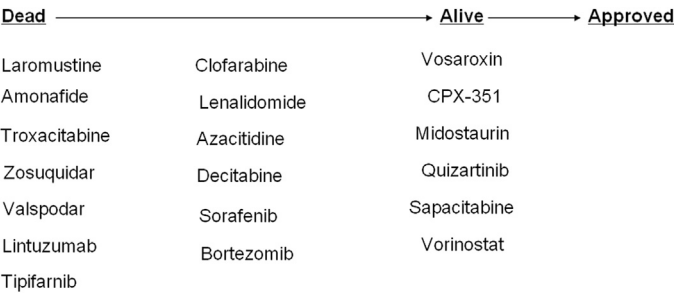 Dead Alive Approved
Laromustine Clofarabine Vosaroxin
Amonafide Lenalidomide CPX-351
Troxacitabine Azacitidine Midostaurin
Zosuquidar Decitabine Quizartinib
Valspodar Sorafenib Sapacitabine
Lintuzumab Bortezomib Vorinostat
Tipifarnib